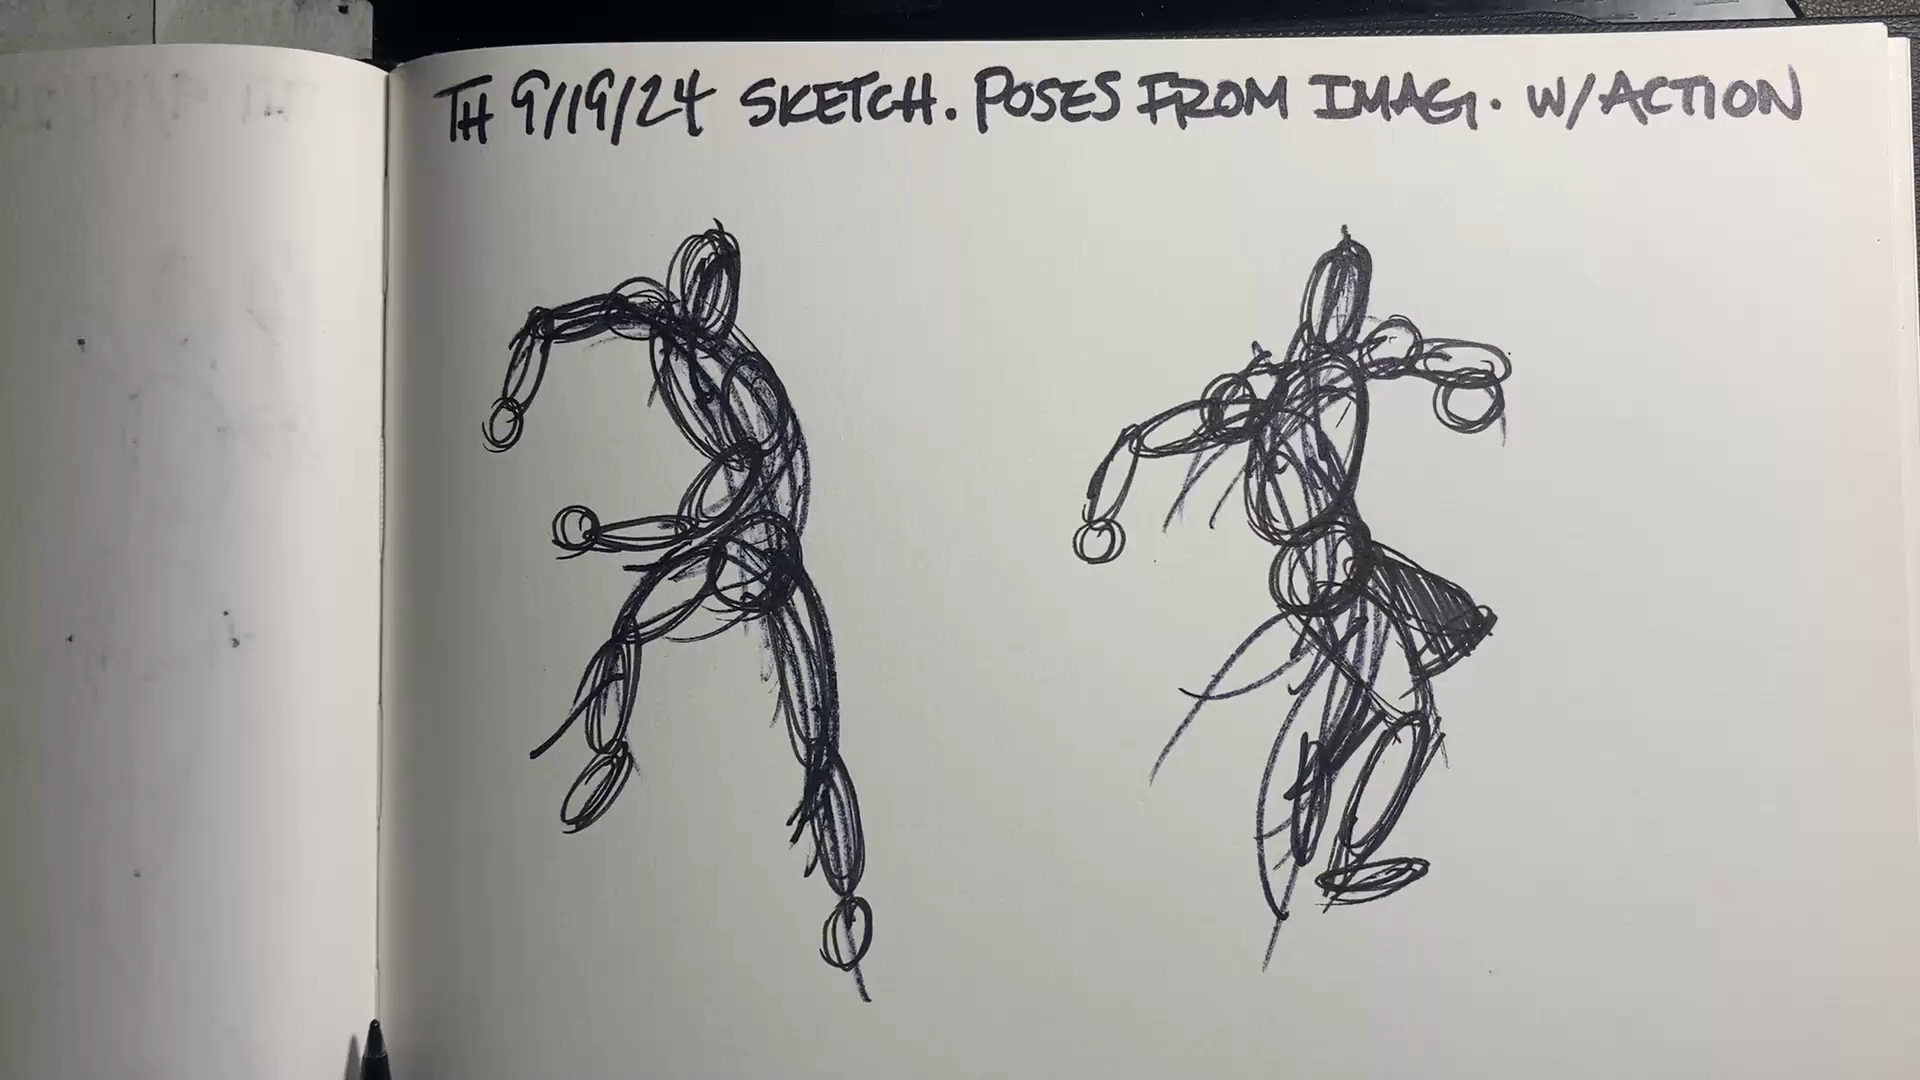 TH 9/19/24 SKETCH. POSES FROM IMAG. W/ACTION